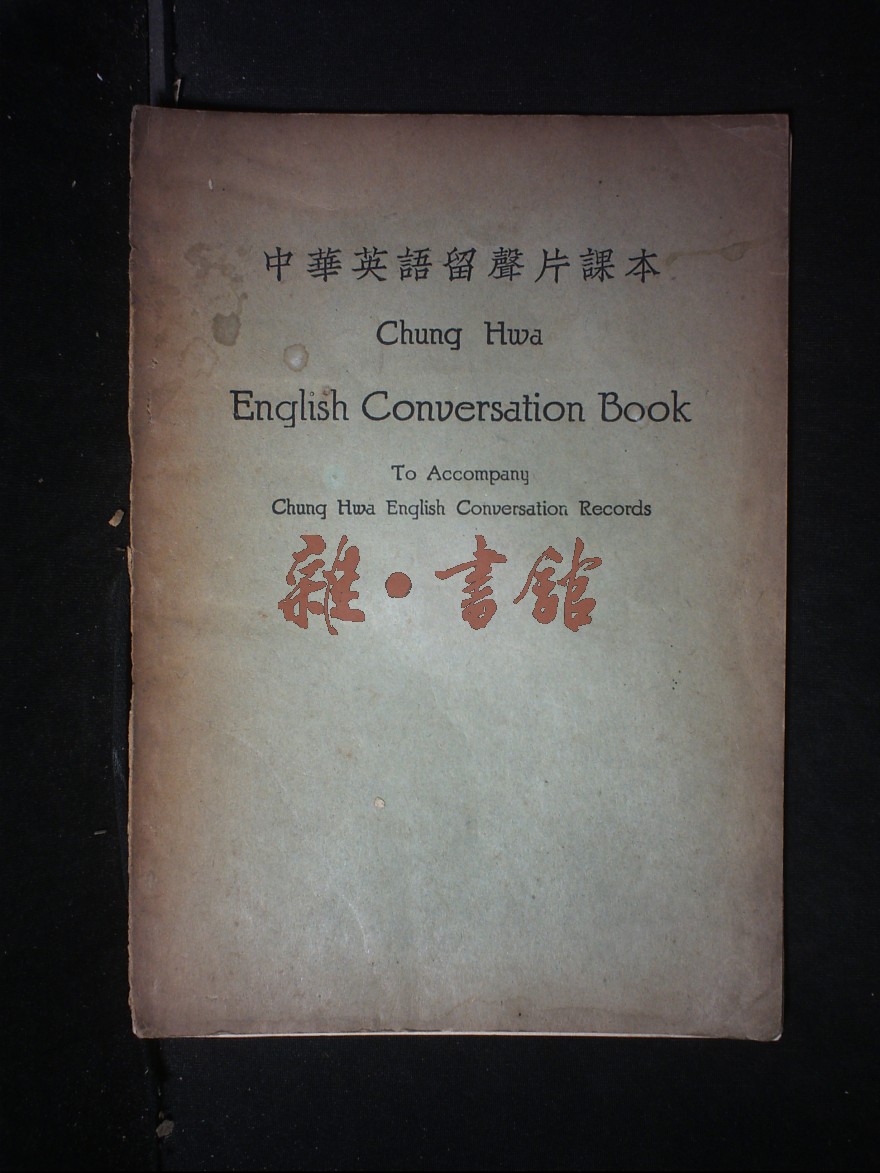 中華英語留聲片課本
Chung Hwa
English Conversation Book
To Accompany
Chung Hwa English Conversation Records
雜·書館